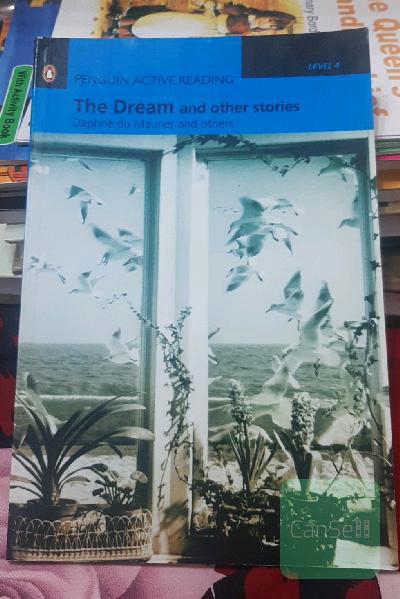 LEVEL 4
PENGUIN ACTIVE READING
The Dream and other stories
Daphne du Maurier and others
With Activity Book
CanSell